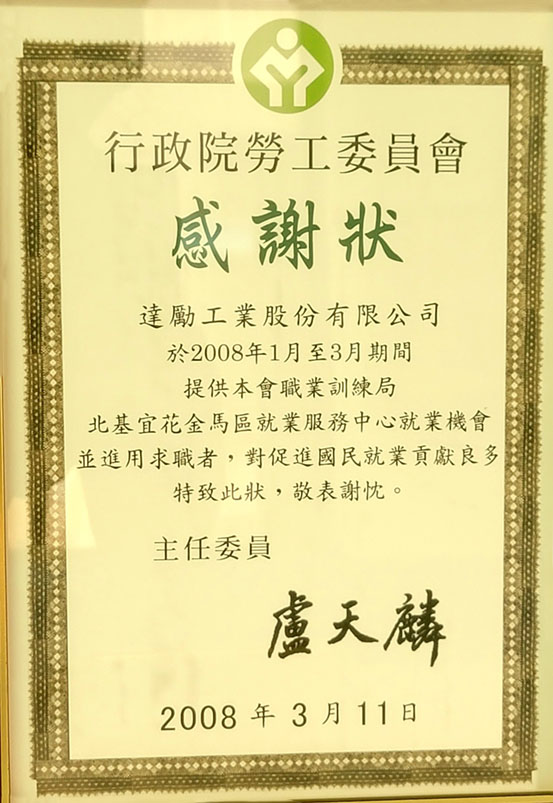 行政院勞工委員會
感謝狀
達勵工業股份有限公司
於2008年1月至3月期間
提供本會職業訓練局
北基宜花金馬區就業服務中心就業機會
並進用求職者，對促進國民就業貢獻良多
特致此狀，敬表謝忱。
主任委員
盧天麟
2008年3月11日